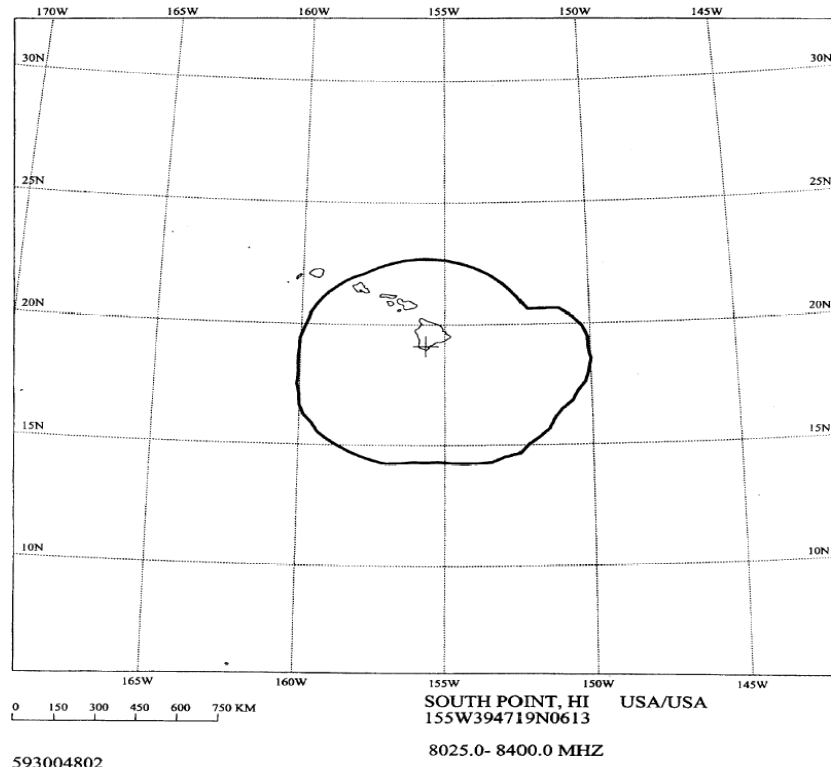 170W 165W 160W 155W 150W 145W
30N 30N
25N 25N
20N 20N
15N 15N
10N 10N
165W 160W 155W 150W 145W
0 150 300 450 600 750 KM
SOUTH POINT, HI USA/USA
155W394719N0613
8025.0- 8400.0 MHZ
593004802